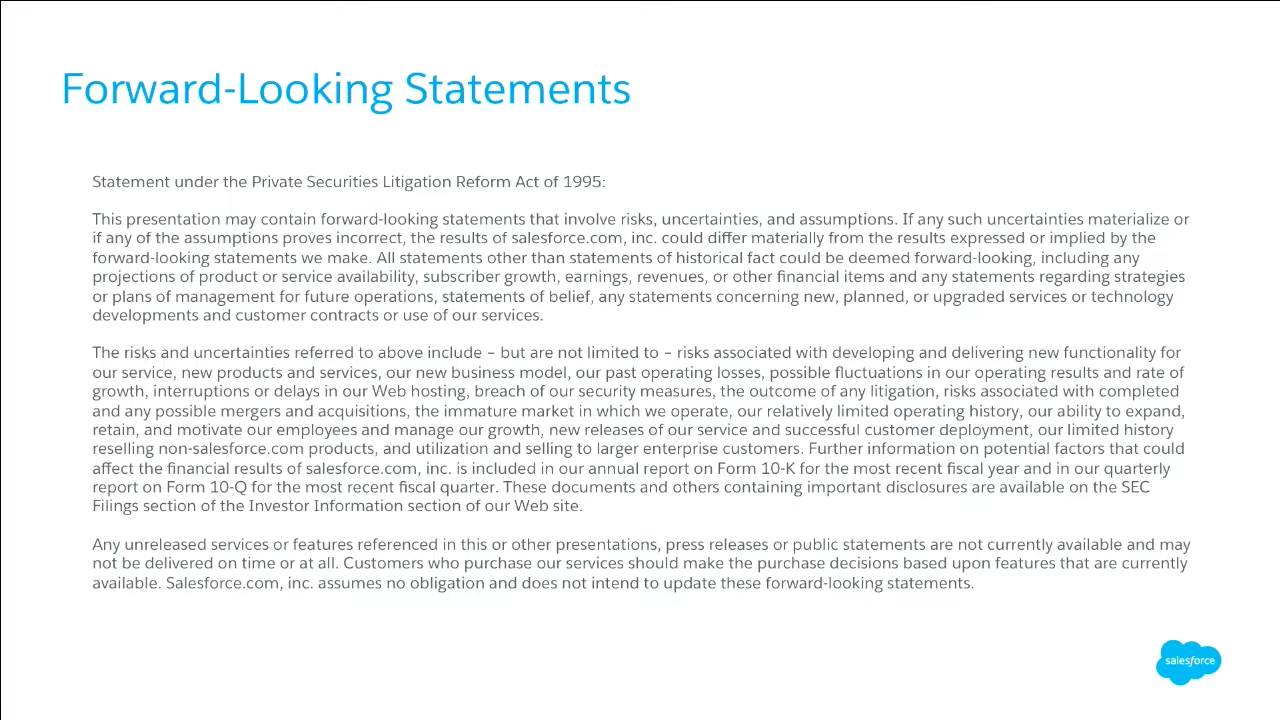 Forward-Looking Statements
Statement under the Private Securities Litigation Reform Act of 1995:
This presentation may contain forward-looking statements that involve risks, uncertainties, and assumptions. If any such uncertainties materialize or
if any of the assumptions proves incorrect, the results of salesforce.com, inc. could differ materially from the results expressed or implied by the
forward-looking statements we make. All statements other than statements of historical fact could be deemed forward-looking, including any
projections of product or service availability, subscriber growth, earnings, revenues, or other financial items and any statements regarding strategies
or plans of management for future operations, statements of belief, any statements concerning new, planned, or upgraded services or technology
developments and customer contracts or use of our services.
The risks and uncertainties referred to above include – but are not limited to – risks associated with developing and delivering new functionality for
our service, new products and services, our new business model, our past operating losses, possible fluctuations in our operating results and rate of
growth, interruptions or delays in our Web hosting, breach of our security measures, the outcome of any litigation, risks associated with completed
and any possible mergers and acquisitions, the immature market in which we operate, our relatively limited operating history, our ability to expand,
retain, and motivate our employees and manage our growth, new releases of our service and successful customer deployment, our limited history
reselling non-salesforce.com products, and utilization and selling to larger enterprise customers. Further information on potential factors that could
affect the financial results of salesforce.com, inc. is included in our annual report on Form 10-K for the most recent fiscal year and in our quarterly
report on Form 10-Q for the most recent fiscal quarter. These documents and others containing important disclosures are available on the SEC
Filings section of the Investor Information section of our Web site.
Any unreleased services or features referenced in this or other presentations, press releases or public statements are not currently available and may
not be delivered on time or at all. Customers who purchase our services should make the purchase decisions based upon features that are currently
available. Salesforce.com, inc. assumes no obligation and does not intend to update these forward-looking statements.
salesforce